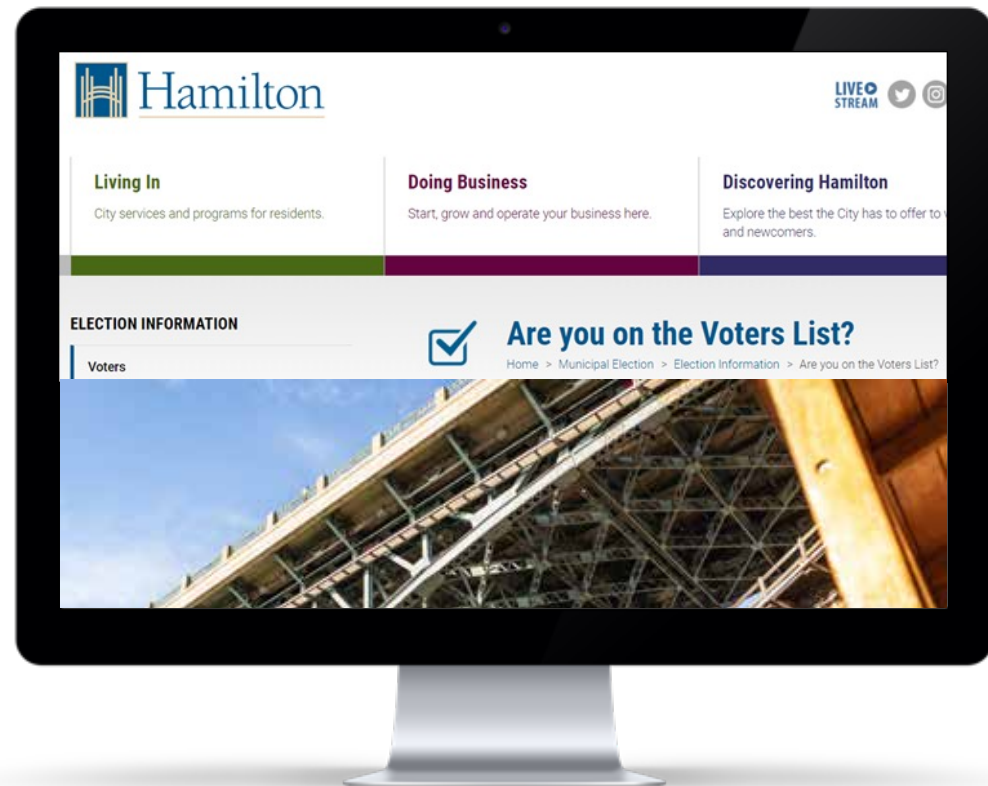 Hamilton
LIVE
STREAM
Living In
City services and programs for residents.
Doing Business
Start, grow and operate your business here.
Discovering Hamilton
Explore the best the City has to offer to
and newcomers.
ELECTION INFORMATION
Voters
Are you on the Voters List?
Home > Municipal Election > Election Information > Are you on the Voters List?